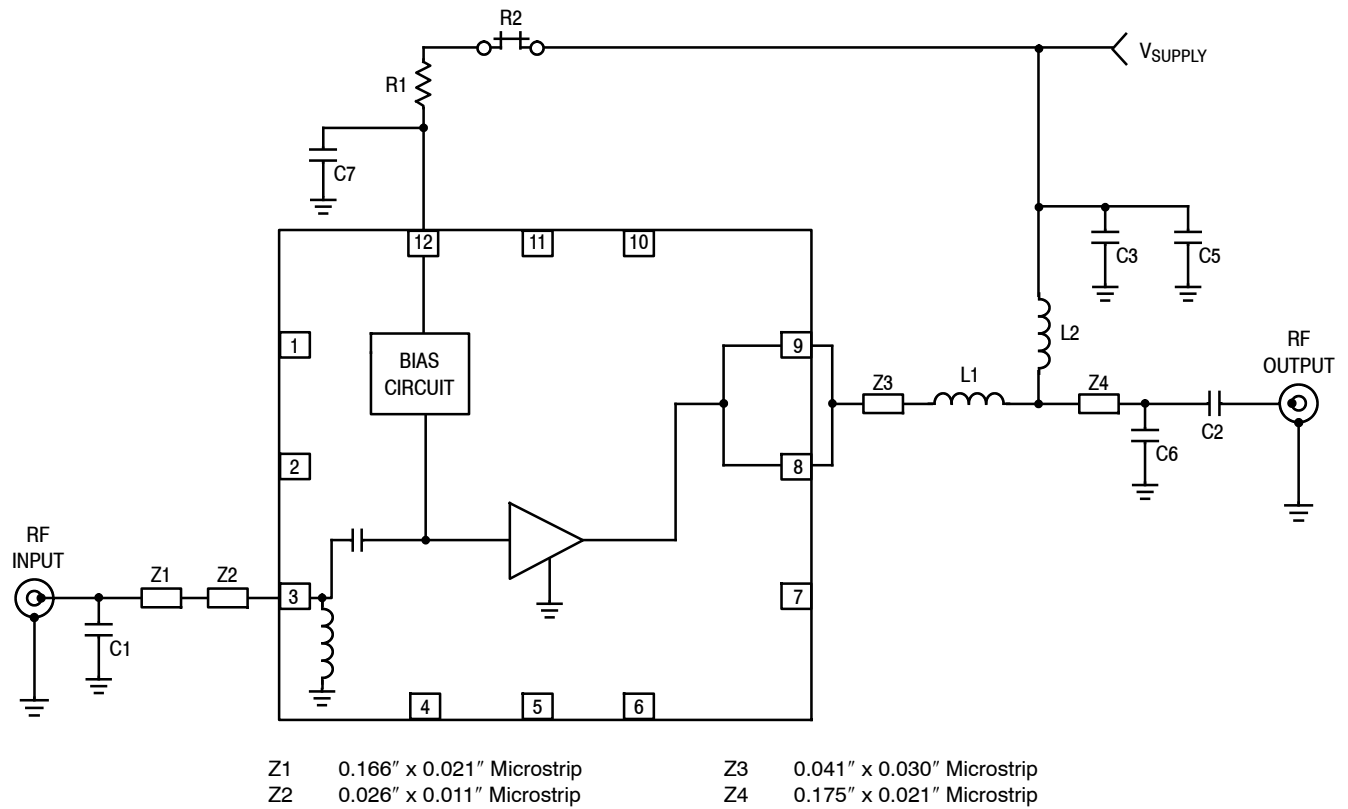 R2
V SUPPLY
R1
C7
12
11
10
C3
C5
1
BIAS
CIRCUIT
9
L2
RF
OUTPUT
Z3
L1
Z4
C2
C6
2
8
RF
INPUT
Z1
Z2
3
7
C1
4
5
6
Z1 0.166″ x 0.021″ Microstrip
Z2 0.026″ x 0.011″ Microstrip
Z3 0.041″ x 0.030″ Microstrip
Z4 0.175″ x 0.021″ Microstrip